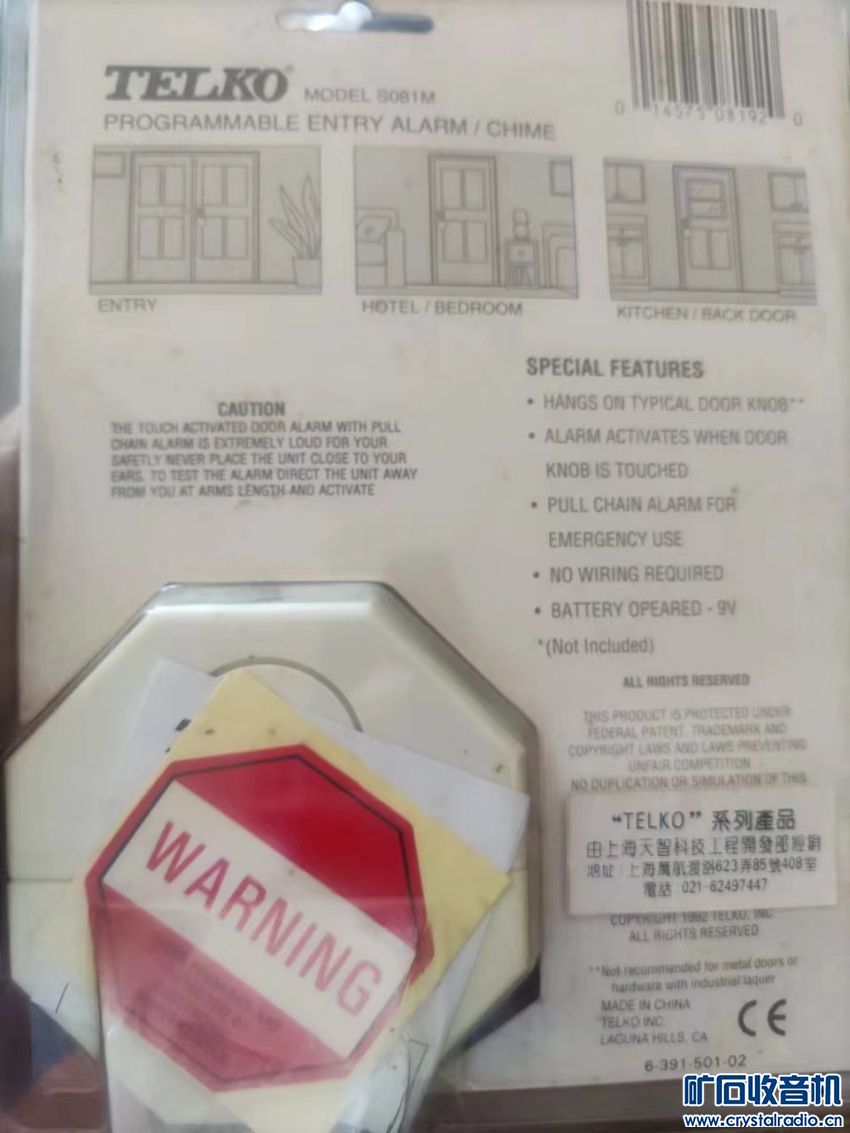 TELKO® MODEL S081M
PROGRAMMABLE ENTRY ALARM / CHIME
0 14575 08192 0
ENTRY
HOTEL / BEDROOM
KITCHEN / BACK DOOR
SPECIAL FEATURES
• HANGS ON TYPICAL DOOR KNOB**
• ALARM ACTIVATES WHEN DOOR
KNOB IS TOUCHED
• PULL CHAIN ALARM FOR
EMERGENCY USE
• NO WIRING REQUIRED
• BATTERY OPEARED - 9V
*(Not Included)
CAUTION
THE TOUCH ACTIVATED DOOR ALARM WITH PULL
CHAIN ALARM IS EXTREMELY LOUD FOR YOUR
SAFETLY NEVER PLACE THE UNIT CLOSE TO YOUR
EARS. TO TEST THE ALARM DIRECT THE UNIT AWAY
FROM YOU AT ARMS LENGTH AND ACTIVATE
ALL RIGHTS RESERVED
THIS PRODUCT IS PROTECTED UNDER
FEDERAL PATENT, TRADEMARK AND
COPYRIGHT LAWS AND LAWS PREVENTING
UNFAIR COMPETITION
NO DUPLICATION OR SIMULATION OF THIS
“TELKO” 系列產品
由上海天智科技工程開發部經銷
地址：上海萬航渡路623弄85號408室
電話 021-62497447
COPYRIGHT 1992 TELKO, INC
ALL RIGHTS RESERVED
**Not recommended for metal doors or
hardware with industrial laquer
MADE IN CHINA
TELKO INC
LAGUNA HILLS, CA
CE
6-391-501-02
WARNING
矿石收音机
www.crystalradio.cn